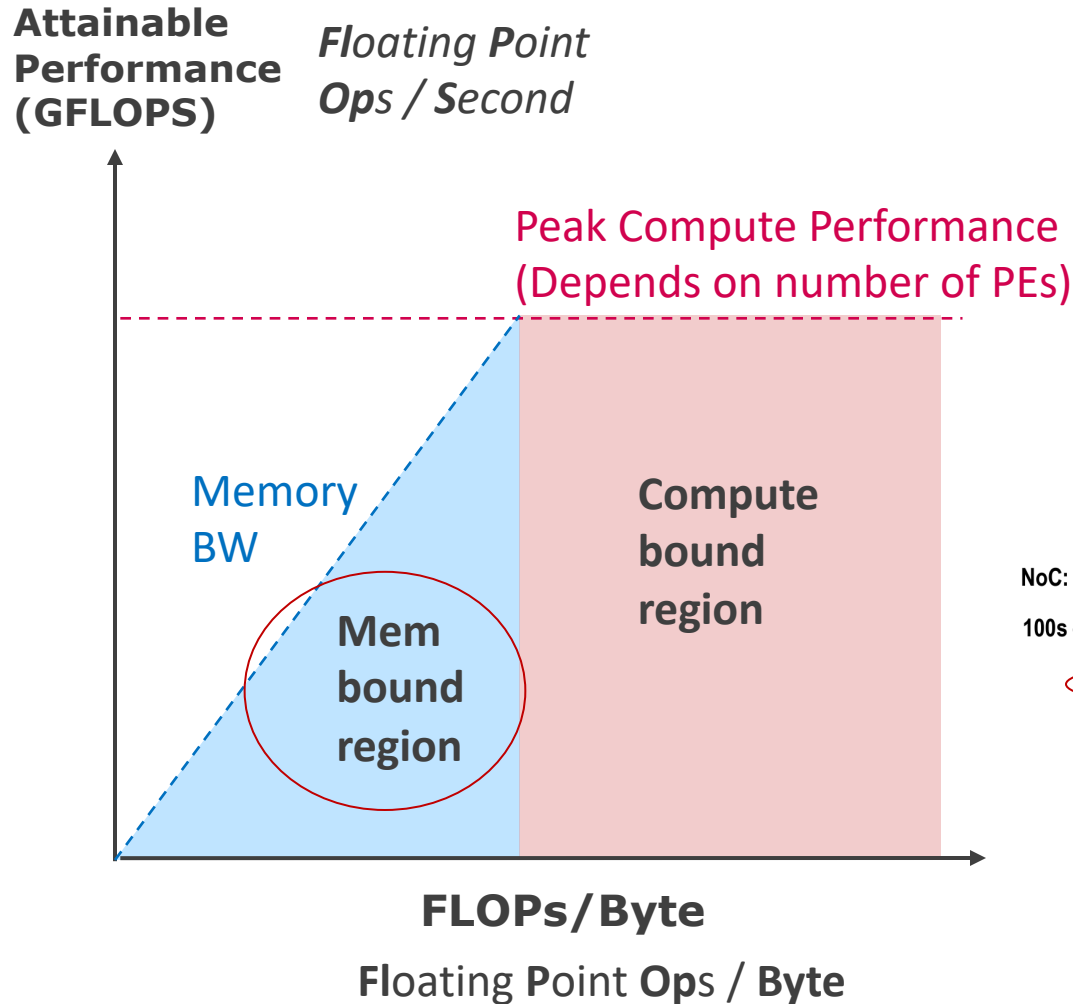 Attainable
Performance
(GFLOPS)
Floating Point
Ops / Second
Peak Compute Performance
(Depends on number of PEs)
Memory
BW
Mem
bound
region
Compute
bound
region
NoC:
100s
FLOPs/Byte
Floating Point Ops / Byte